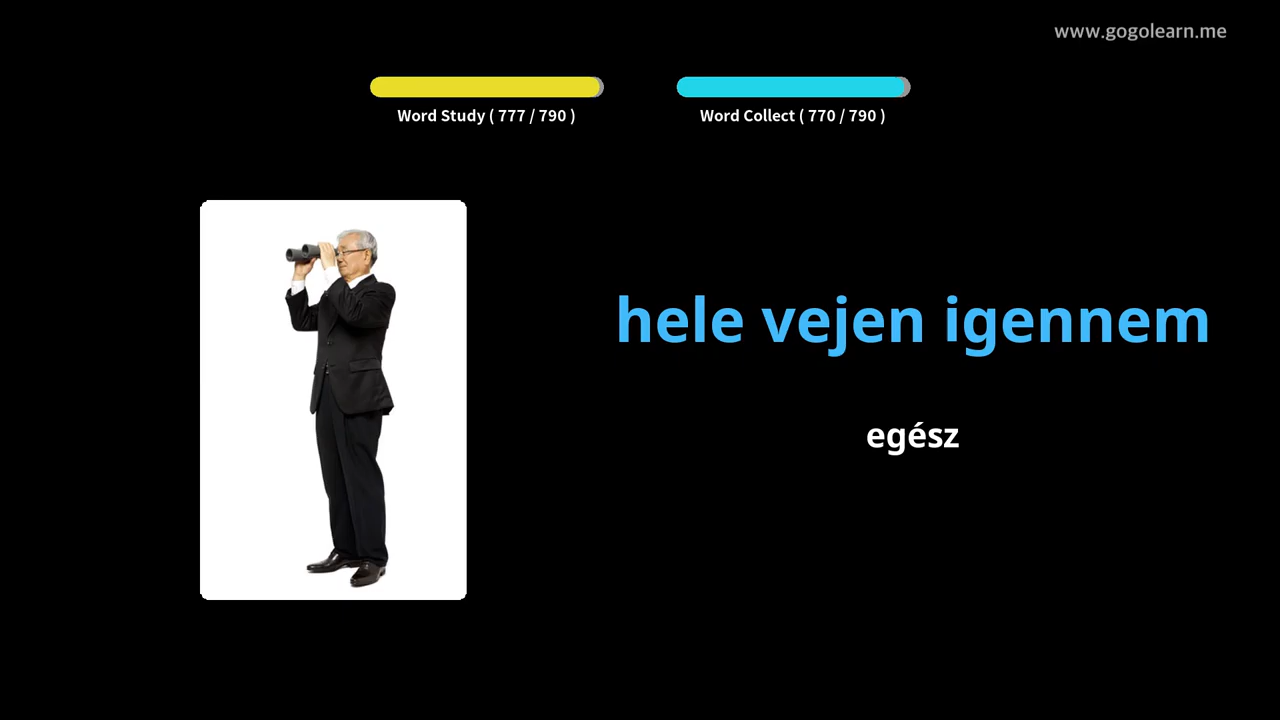 www.gogolearn.me
Word Study ( 777 / 790 )
Word Collect ( 770 / 790 )
hele vejen igennem
egész